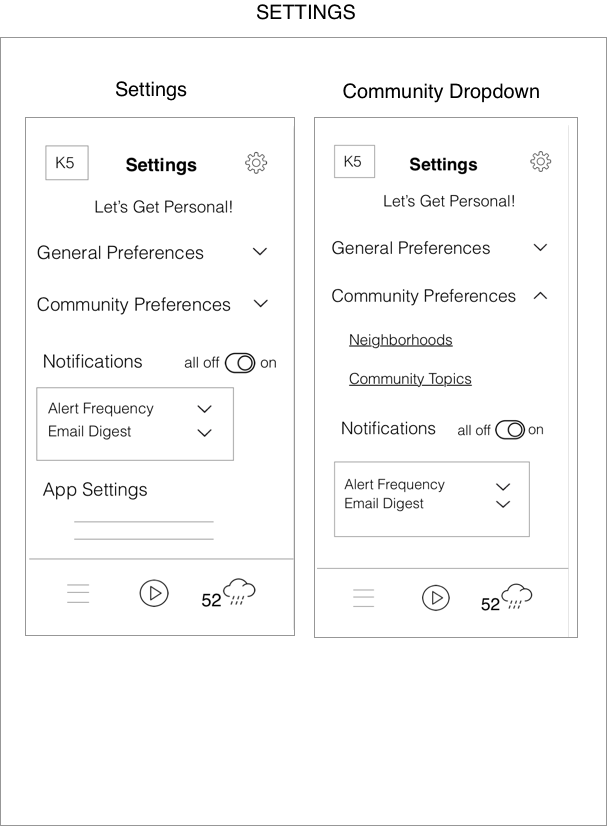 SETTINGS
Settings
K5
Settings
Let's Get Personal!
General Preferences
Community Preferences
Notifications all off on
Alert Frequency
Email Digest
App Settings
52
Community Dropdown
K5
Settings
Let's Get Personal!
General Preferences
Community Preferences
Neighborhoods
Community Topics
Notifications all off on
Alert Frequency
Email Digest
52